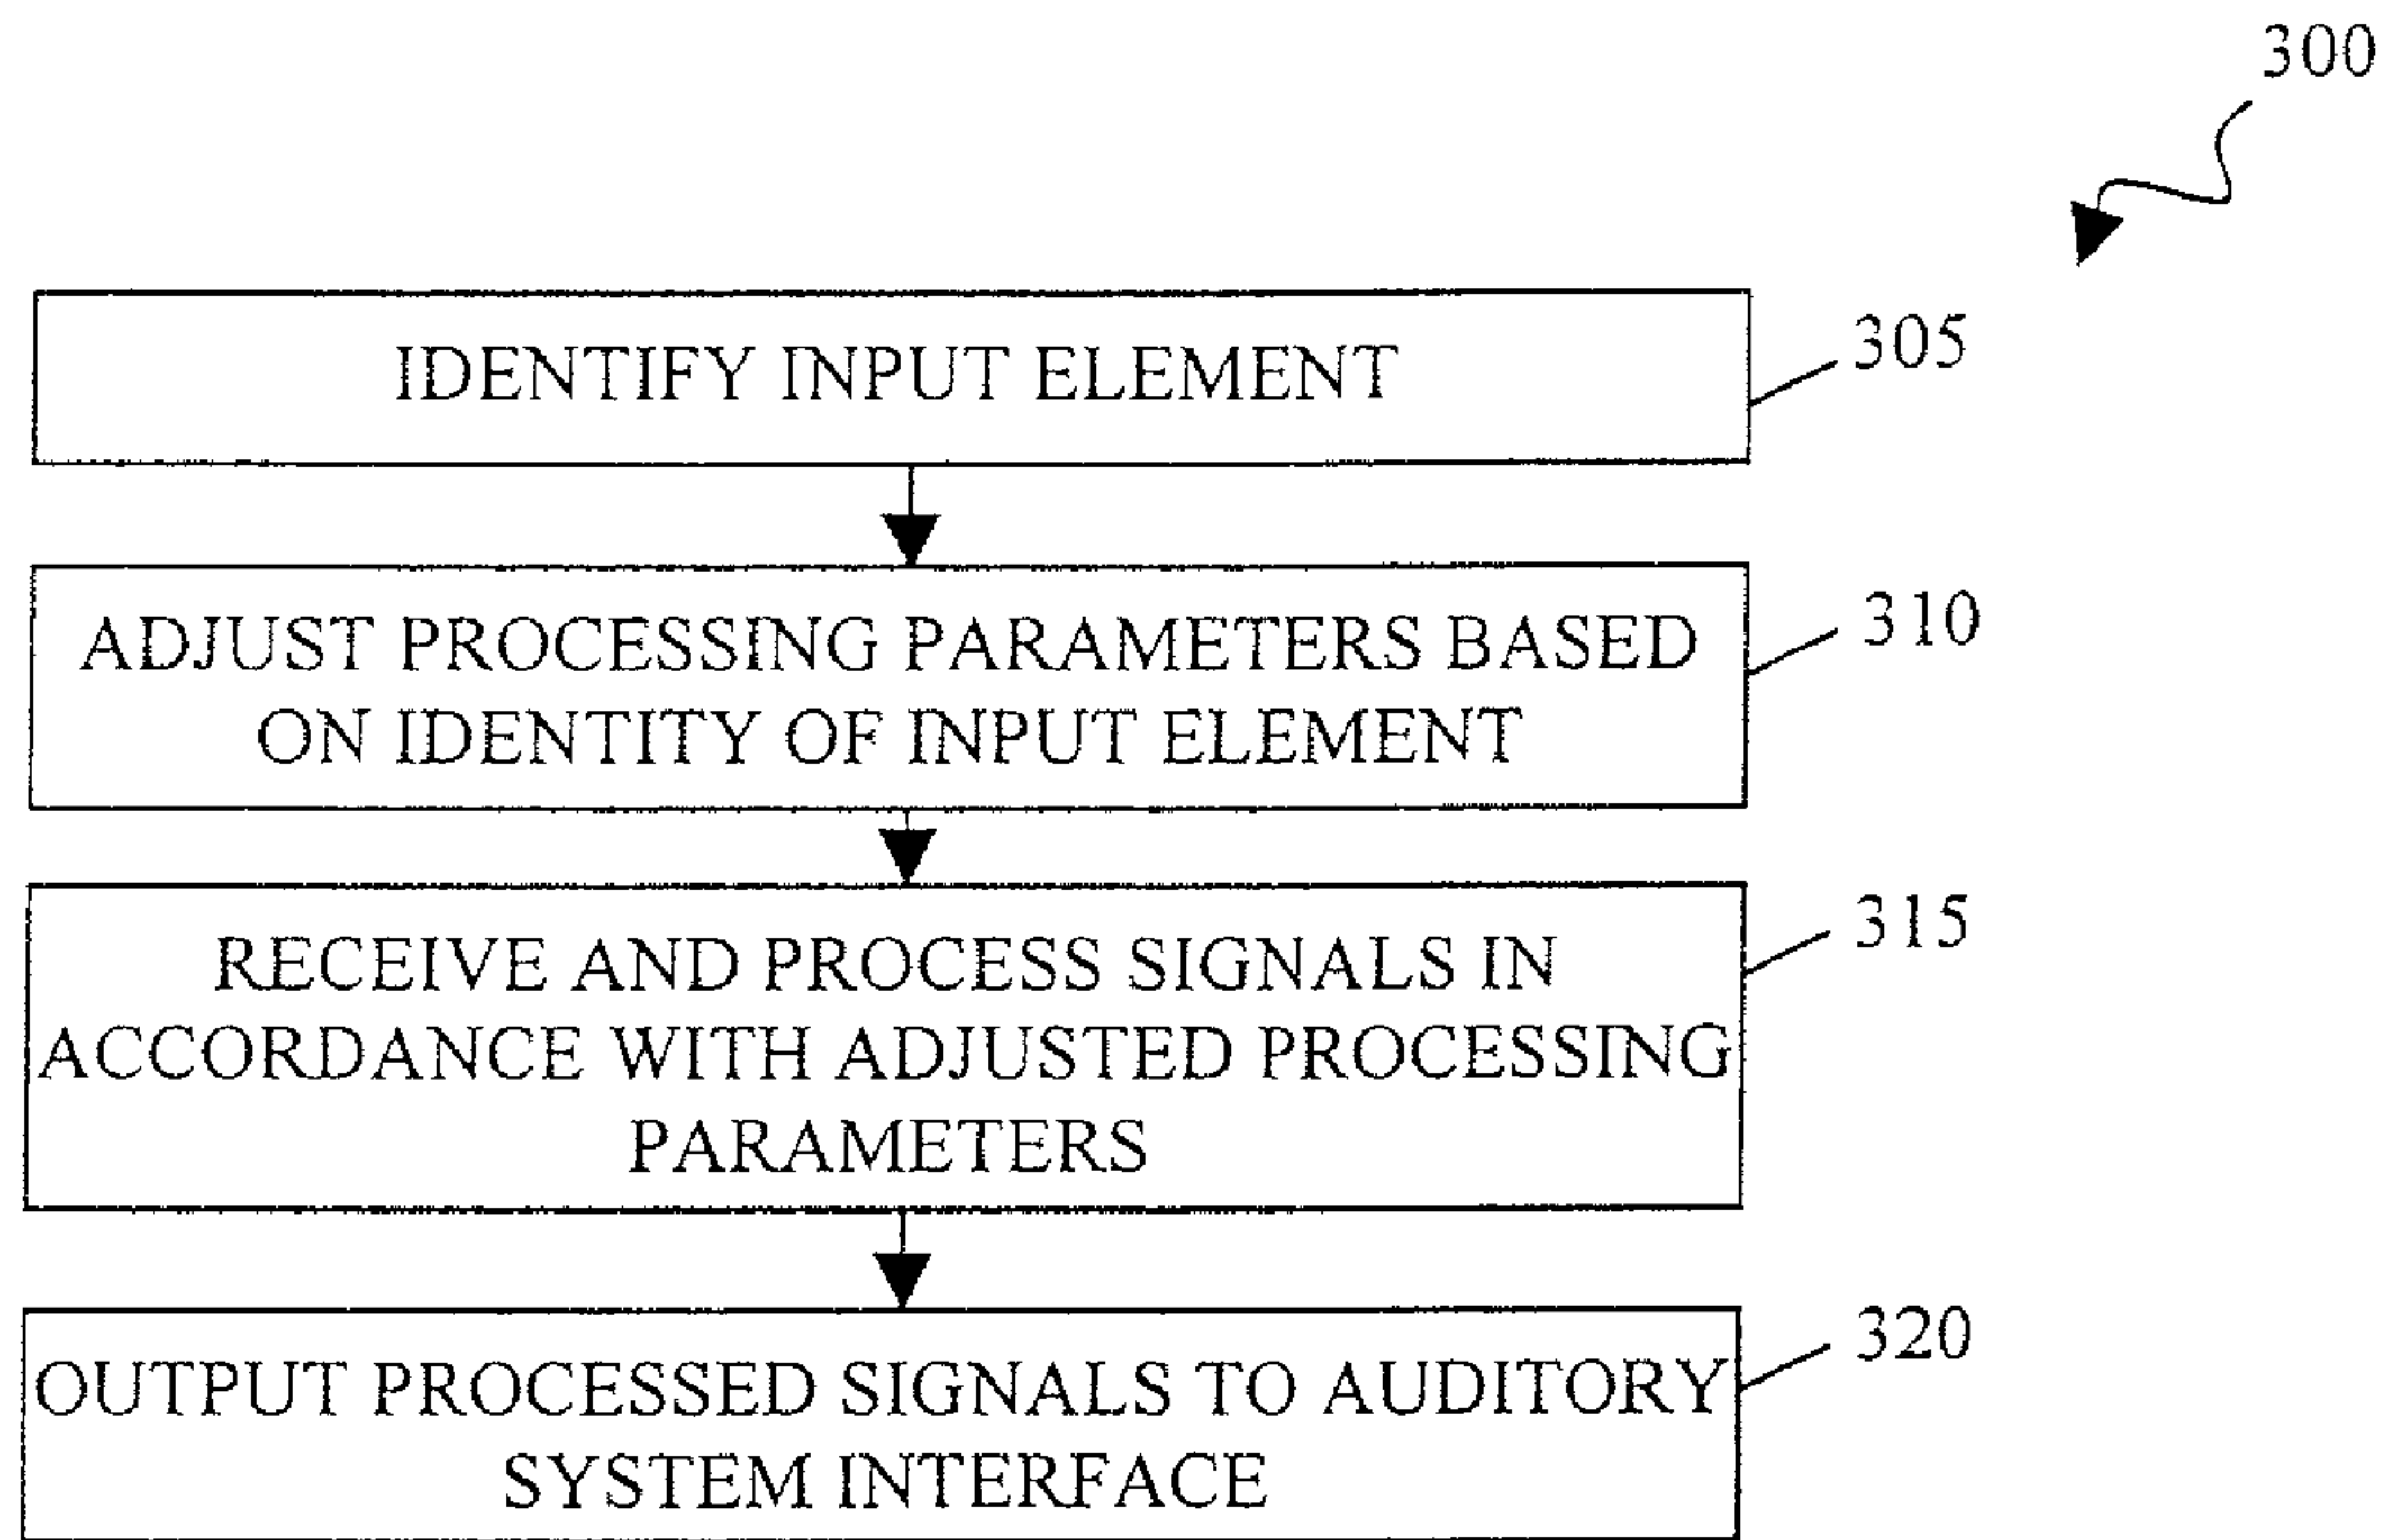 300
IDENTIFY INPUT ELEMENT
305
ADJUST PROCESSING PARAMETERS BASED
ON IDENTITY OF INPUT ELEMENT
310
RECEIVE AND PROCESS SIGNALS IN
ACCORDANCE WITH ADJUSTED PROCESSING
PARAMETERS
315
OUTPUT PROCESSED SIGNALS TO AUDITORY
SYSTEM INTERFACE
320